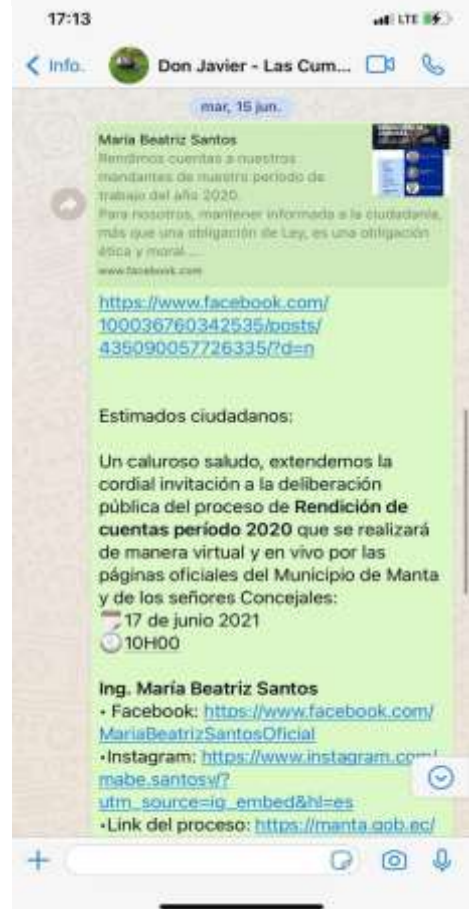 17:13
LTE
Info.
Don Javier - Las Cum...
mar, 15 jun.
María Beatriz Santos
Rendimos cuentas a nuestros
mandantes de nuestro periodo de
trabajo del año 2020.
Para nosotros, mantener informada a la ciudadanía,
más que una obligación de Ley, es una obligación
ética y moral ...
www.facebook.com
https://www.facebook.com/
100036760342535/posts/
435090057726335/?d=n
Estimados ciudadanos:
Un caluroso saludo, extendemos la
cordial invitación a la deliberación
pública del proceso de Rendición de
cuentas período 2020 que se realizará
de manera virtual y en vivo por las
páginas oficiales del Municipio de Manta
y de los señores Concejales:
17 de junio 2021
10H00
Ing. María Beatriz Santos
• Facebook: https://www.facebook.com/
MariaBeatrizSantosOficial
•Instagram: https://www.instagram.com/
mabe.santosv/?
utm_source=ig_embed&hl=es
•Link del proceso: https://manta.gob.ec/